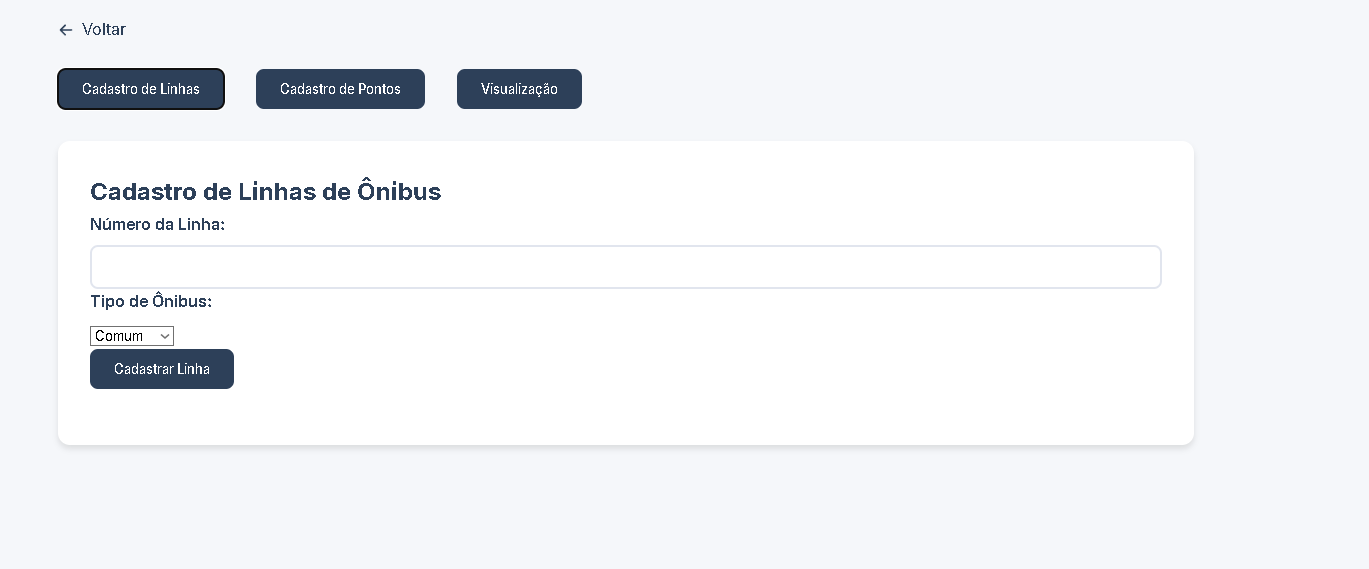 Voltar
Cadastro de Linhas Cadastro de Pontos Visualização
Cadastro de Linhas de Ônibus
Número da Linha:
Tipo de Ônibus:
Comum
Cadastrar Linha